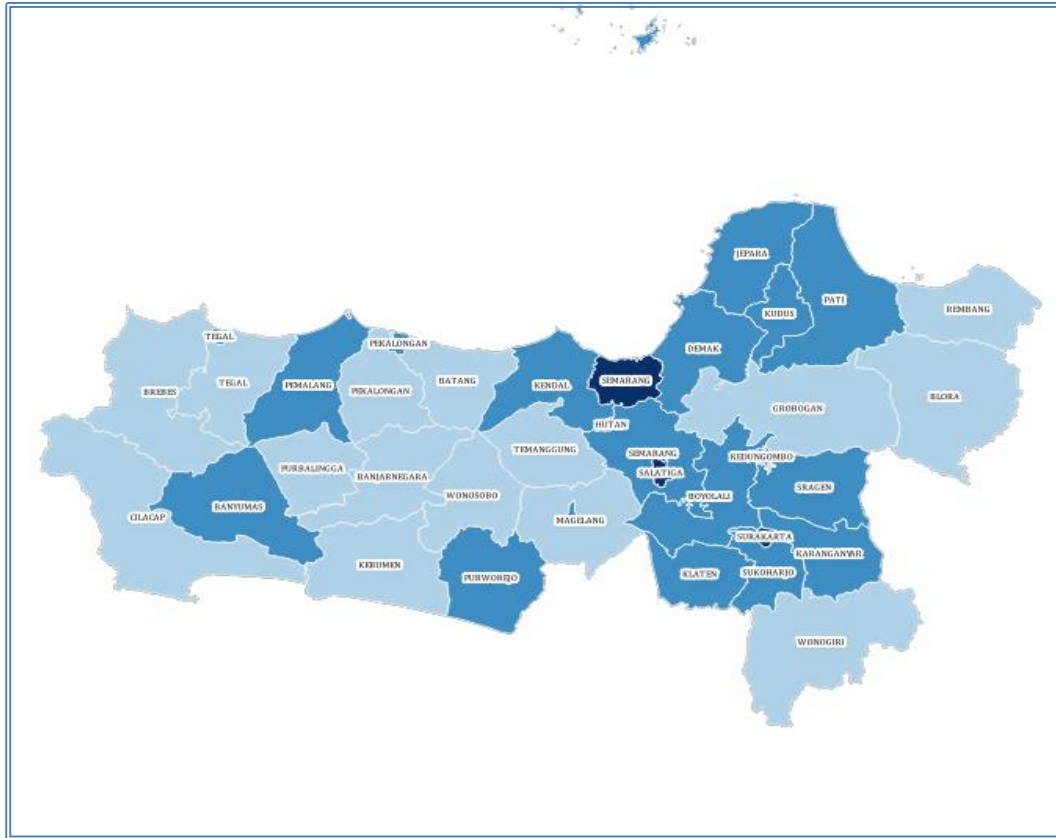 JEPARA
PATI
REMBANG
KUDUS
TEGAL
PEKALONGAN
DEMAK
TEGAL
PEMALANG
BATANG
KENDAL
SEMARANG
BREBES
PEKALONGAN
BLORA
GROBOGAN
HUTAN
TEMANGGUNG
SEMARANG
KEDUNGOMBO
PURBALINGGA
BANJARNEGARA
SALATIGA
SRAGEN
WONOSOBO
BOYOLALI
BANYUMAS
CILACAP
MAGELANG
SURAKARTA
KARANGANYAR
KEBUMEN
PURWOREJO
KLATEN
SUKOHARJO
WONOGIRI